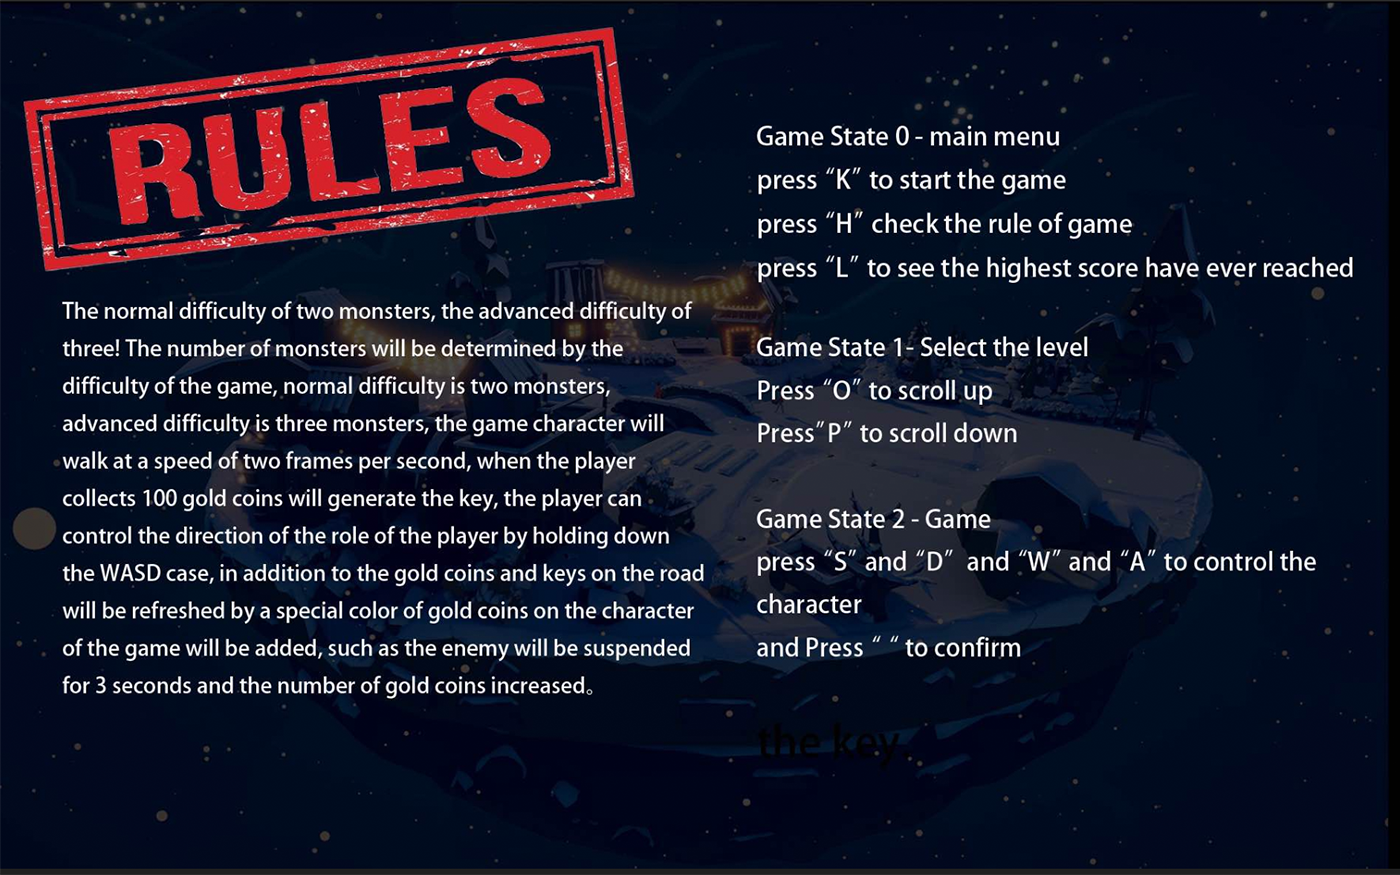 RULES
The normal difficulty of two monsters, the advanced difficulty of
three! The number of monsters will be determined by the
difficulty of the game, normal difficulty is two monsters,
advanced difficulty is three monsters, the game character will
walk at a speed of two frames per second, when the player
collects 100 gold coins will generate the key, the player can
control the direction of the role of the player by holding down
the WASD case, in addition to the gold coins and keys on the road
will be refreshed by a special color of gold coins on the character
of the game will be added, such as the enemy will be suspended
for 3 seconds and the number of gold coins increased。
Game State 0 - main menu
press “K” to start the game
press “H” check the rule of game
press “L” to see the highest score have ever reached
Game State 1- Select the level
Press “O” to scroll up
Press”P” to scroll down
Game State 2 - Game
press “S” and “D” and “W” and “A” to control the
character
and Press “ “ to confirm
the key.